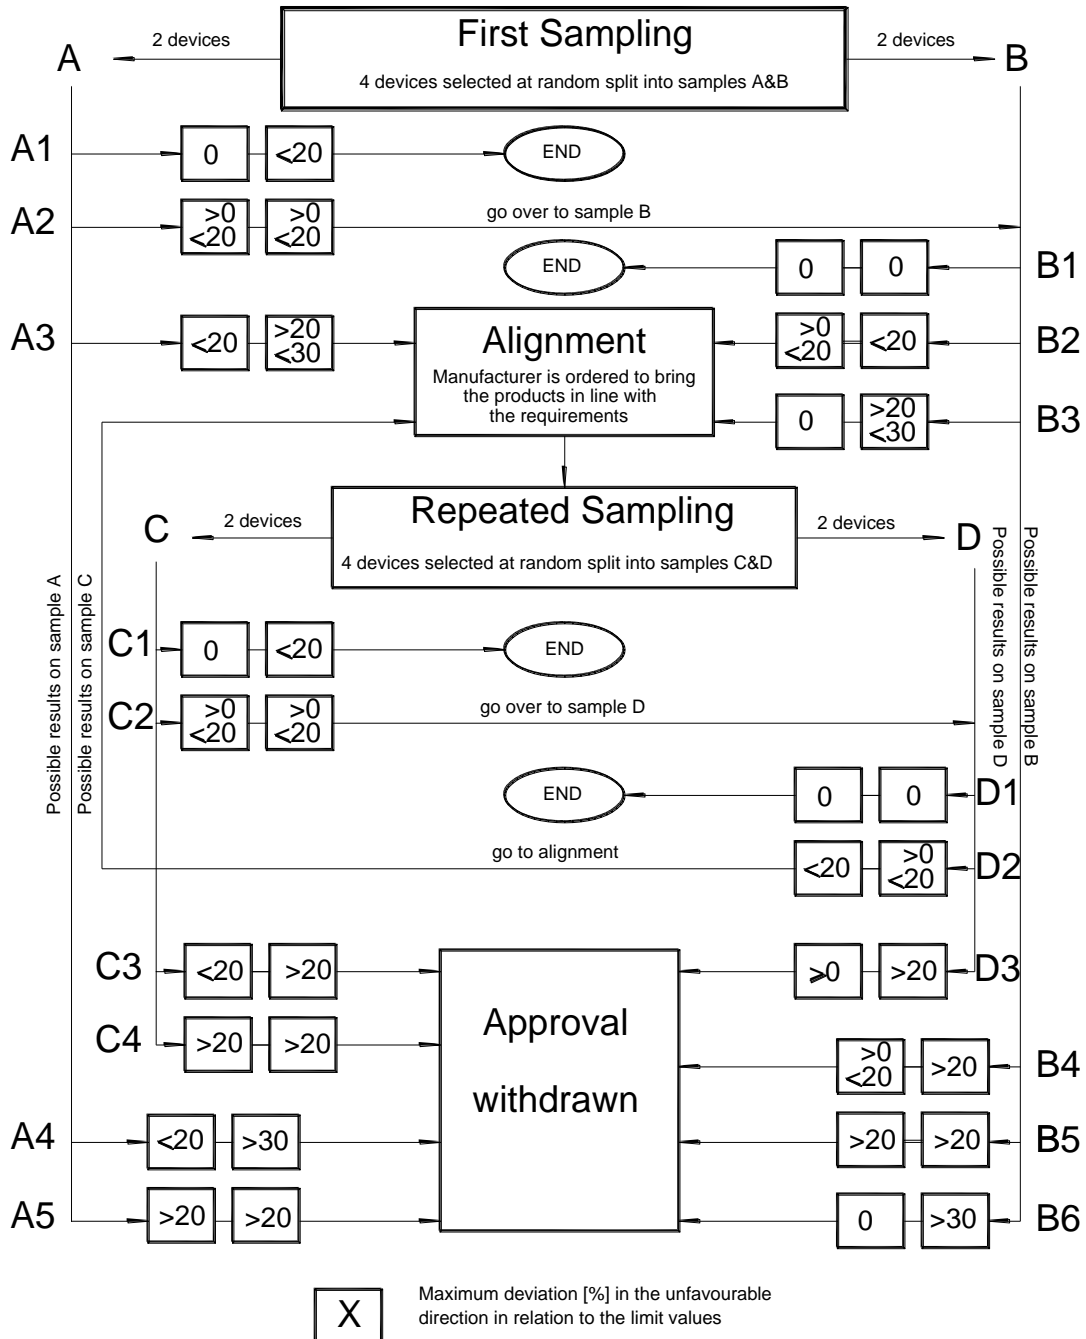 First Sampling
4 devices selected at random split into samples A&B
A
2 devices
2 devices
B
A1
0
<20
END
A2
>0
<20
>0
<20
go over to sample B
END
0
0
B1
A3
<20
>20
<30
Alignment
Manufacturer is ordered to bring
the products in line with
the requirements
>0
<20
<20
B2
0
>20
<30
B3
Repeated Sampling
4 devices selected at random split into samples C&D
C
2 devices
2 devices
D
Possible results on sample A
Possible results on sample C
Possible results on sample D
Possible results on sample B
C1
0
<20
END
C2
>0
<20
>0
<20
go over to sample D
END
0
0
D1
go to alignment
<20
>0
<20
D2
C3
<20
>20
Approval
withdrawn
>0
>20
D3
C4
>20
>20
>0
<20
>20
B4
A4
<20
>30
>20
>20
B5
A5
>20
>20
0
>30
B6
X
Maximum deviation [%] in the unfavourable
direction in relation to the limit values